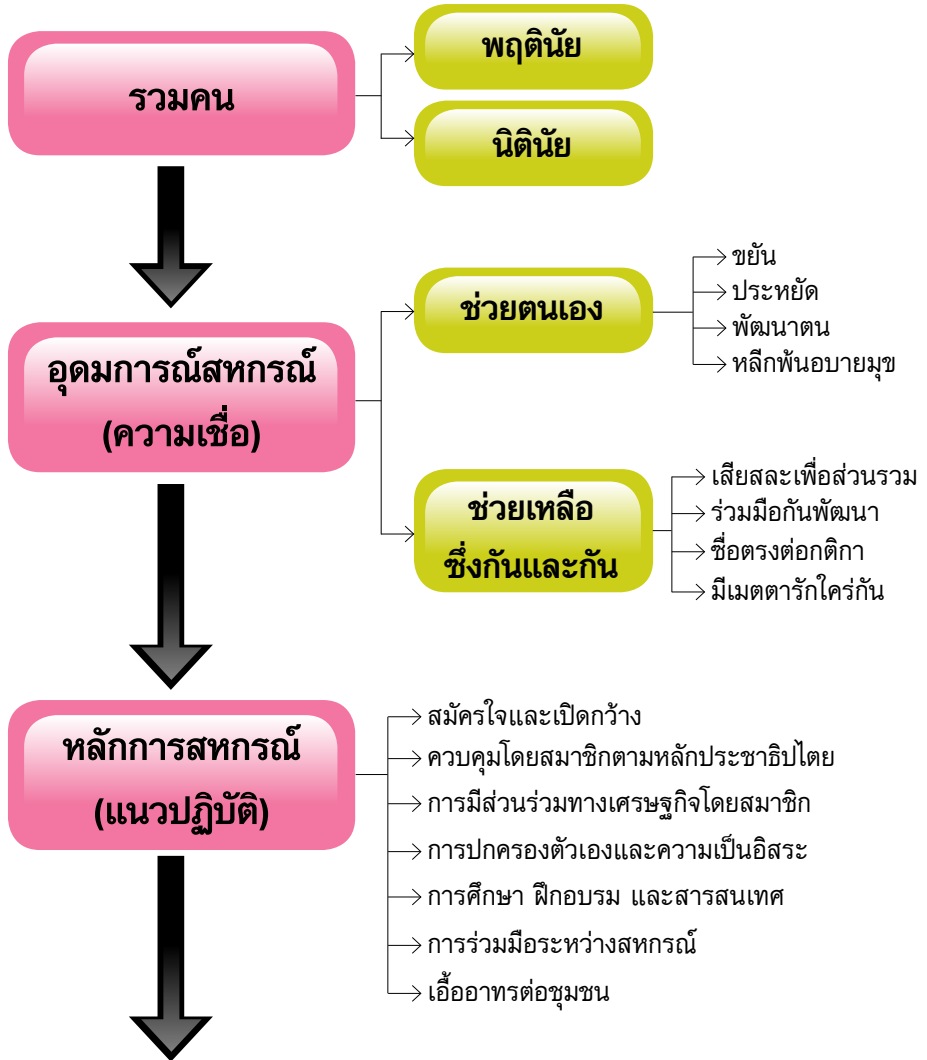 รวมคน
พฤตินัย
นิตินัย
อุดมการณ์สหกรณ์
(ความเชื่อ)
ช่วยตนเอง
ขยัน
ประหยัด
พัฒนาตน
หลีกพ้นอบายมุข
ช่วยเหลือ
ซึ่งกันและกัน
เสียสละเพื่อส่วนรวม
ร่วมมือกันพัฒนา
ซื่อตรงต่อกติกา
มีเมตตารักใคร่กัน
หลักการสหกรณ์
(แนวปฏิบัติ)
สมัครใจและเปิดกว้าง
ควบคุมโดยสมาชิกตามหลักประชาธิปไตย
การมีส่วนร่วมทางเศรษฐกิจโดยสมาชิก
การปกครองตัวเองและความเป็นอิสระ
การศึกษา ฝึกอบรม และสารสนเทศ
การร่วมมือระหว่างสหกรณ์
เอื้ออาทรต่อชุมชน